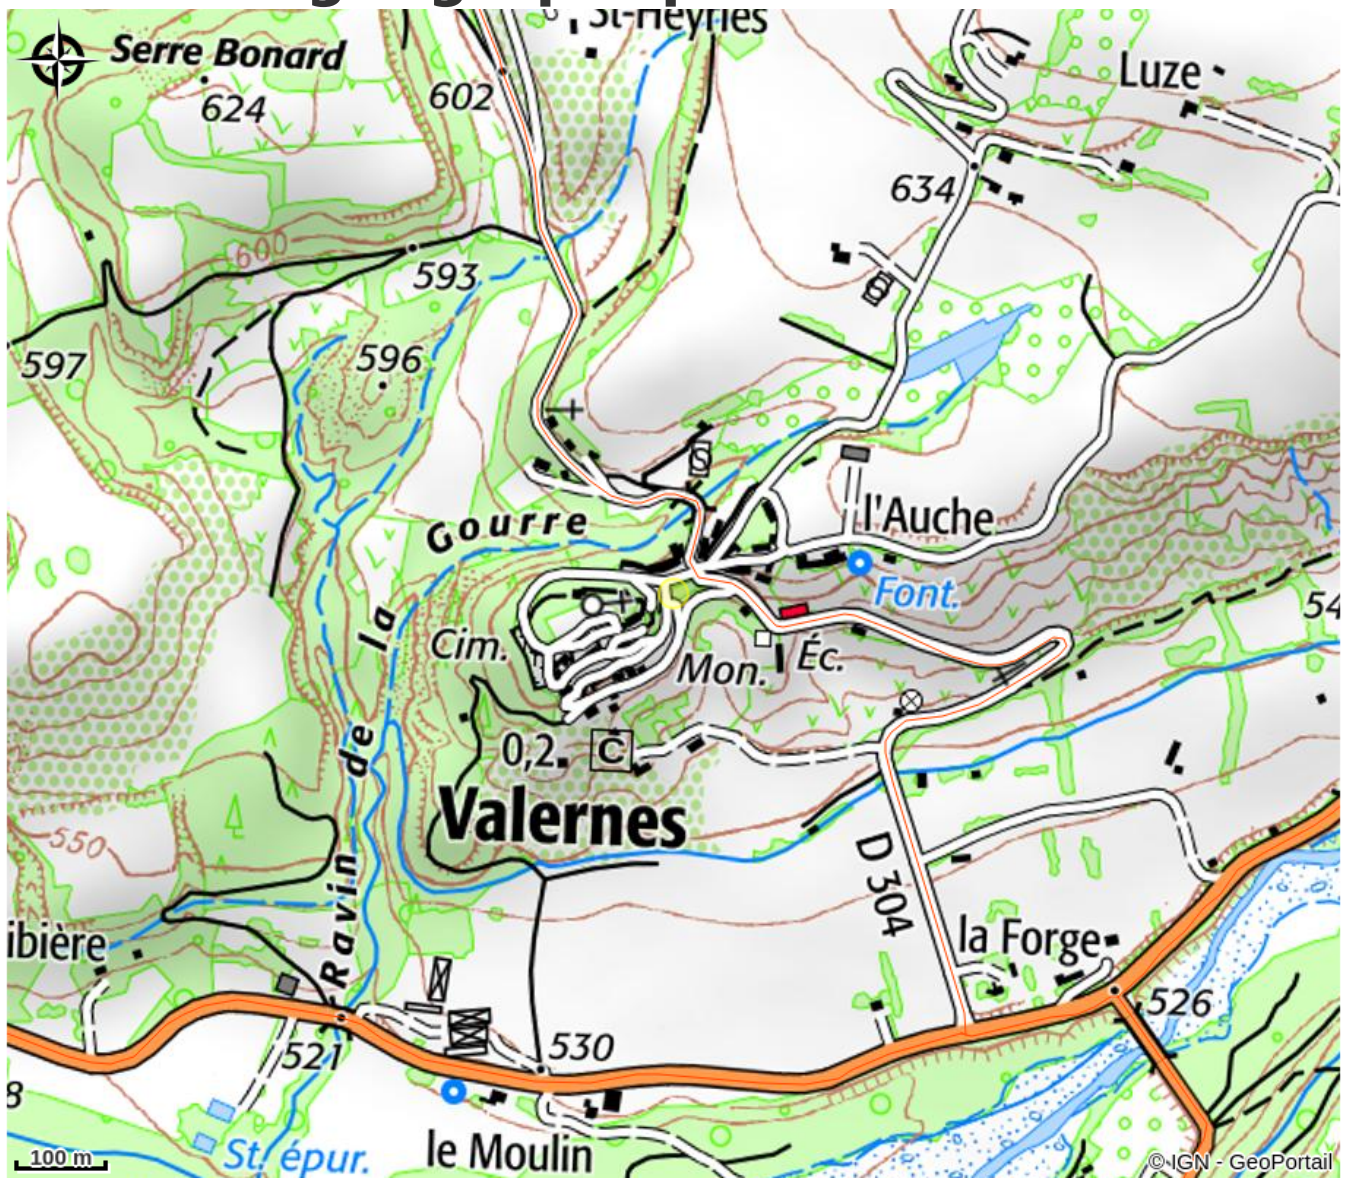 St-Heyriès
Serre Bonard
Luze
602
624
634
600
593
597
596
Gourre
l'Auche
Font.
54
la
Cim.
Mon.
Éc.
de
0,2
C
Valernes
550
D 304
Ravin
ibière
la Forge
526
530
521
8
le Moulin
St. épur.
100 m
© IGN - GeoPortail